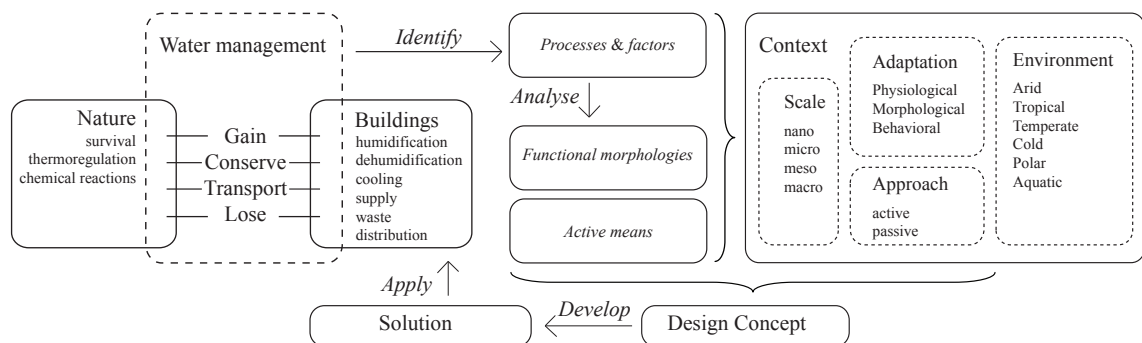 Water management
Nature
survival
thermoregulation
chemical reactions
Gain
Conserve
Transport
Lose
Buildings
humidification
dehumidification
cooling
supply
waste
distribution
Identify
Processes & factors
Analyse
Functional morphologies
Active means
Context
Scale
nano
micro
meso
macro
Adaptation
Physiological
Morphological
Behavioral
Approach
active
passive
Environment
Arid
Tropical
Temperate
Cold
Polar
Aquatic
Design Concept
Develop
Solution
Apply